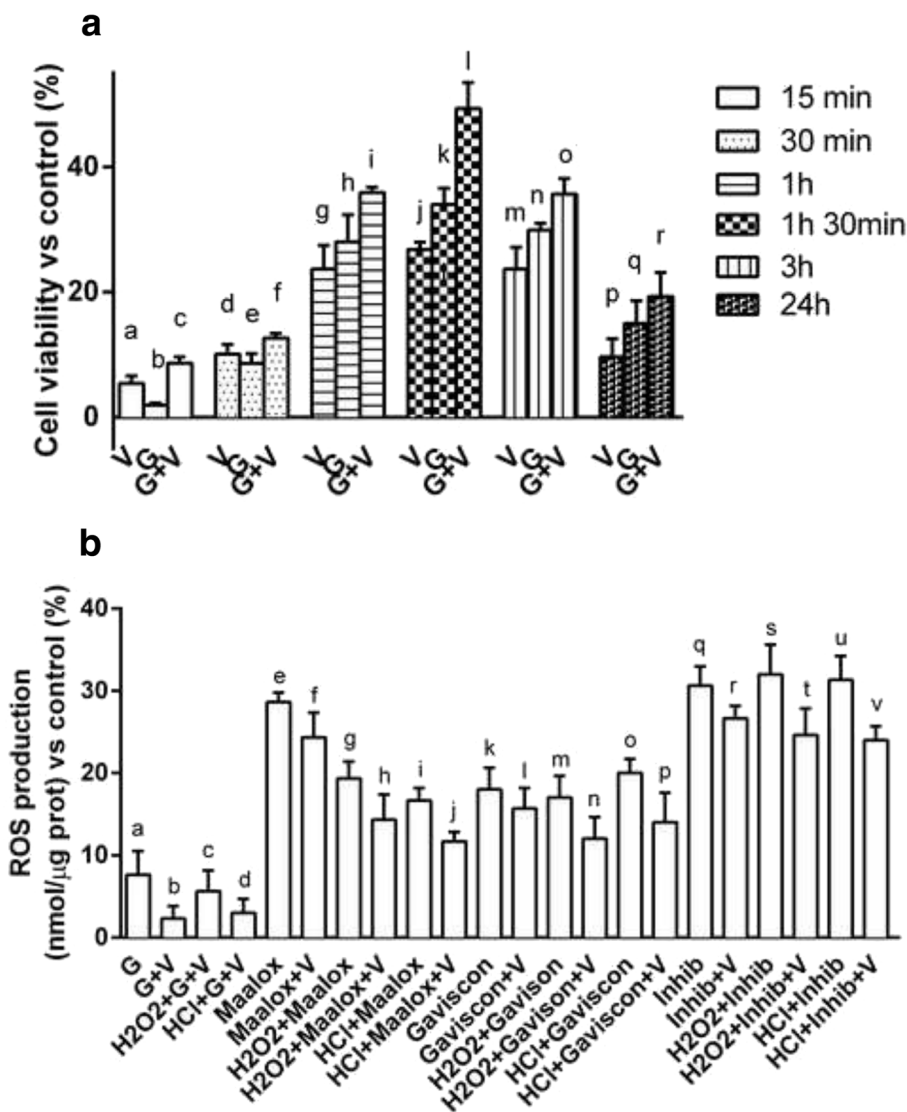 a
Cell viability vs control (%)
40
20
0
a
b
c
d
e
f
g
h
i
j
k
l
m
n
o
p
q
r
V
G
G+V
V
G
G+V
V
G
G+V
V
G
G+V
V
G
G+V
V
G
G+V
15 min
30 min
1h
1h 30min
3h
24h
b
ROS production
(nmol/µg prot) vs control (%)
40
30
20
10
0
a
b
c
d
e
f
g
h
i
j
k
l
m
n
o
p
q
r
s
t
u
v
G
G+V
H2O2+G+V
HCl+G+V
Maalox
Maalox+V
H2O2+Maalox
H2O2+Maalox+V
HCl+Maalox
HCl+Maalox+V
Gaviscon
Gaviscon+V
H2O2+Gavison
H2O2+Gavison+V
HCl+Gaviscon
HCl+Gaviscon+V
Inhib
Inhib+V
H2O2+Inhib
H2O2+Inhib+V
HCl+Inhib
HCl+Inhib+V